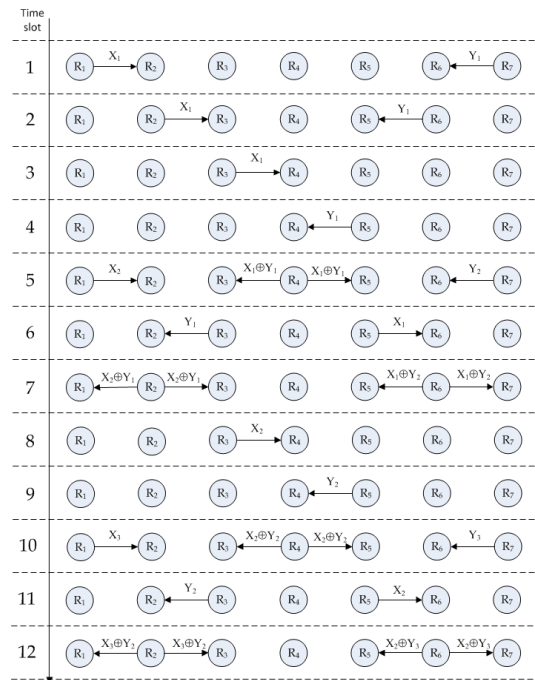 Time
slot
X₁ Y₁
1 R₁ R₂ R₃ R₄ R₅ R₆ R₇
X₁ Y₁
2 R₁ R₂ R₃ R₄ R₅ R₆ R₇
X₁
3 R₁ R₂ R₃ R₄ R₅ R₆ R₇
Y₁
4 R₁ R₂ R₃ R₄ R₅ R₆ R₇
X₂ X₁⊕Y₁ X₁⊕Y₁ Y₂
5 R₁ R₂ R₃ R₄ R₅ R₆ R₇
Y₁ X₁
6 R₁ R₂ R₃ R₄ R₅ R₆ R₇
X₂⊕Y₁ X₂⊕Y₁ X₁⊕Y₂ X₁⊕Y₂
7 R₁ R₂ R₃ R₄ R₅ R₆ R₇
X₂
8 R₁ R₂ R₃ R₄ R₅ R₆ R₇
Y₂
9 R₁ R₂ R₃ R₄ R₅ R₆ R₇
X₃ X₂⊕Y₂ X₂⊕Y₂ Y₃
10 R₁ R₂ R₃ R₄ R₅ R₆ R₇
Y₂ X₂
11 R₁ R₂ R₃ R₄ R₅ R₆ R₇
X₃⊕Y₂ X₃⊕Y₂ X₂⊕Y₃ X₂⊕Y₃
12 R₁ R₂ R₃ R₄ R₅ R₆ R₇